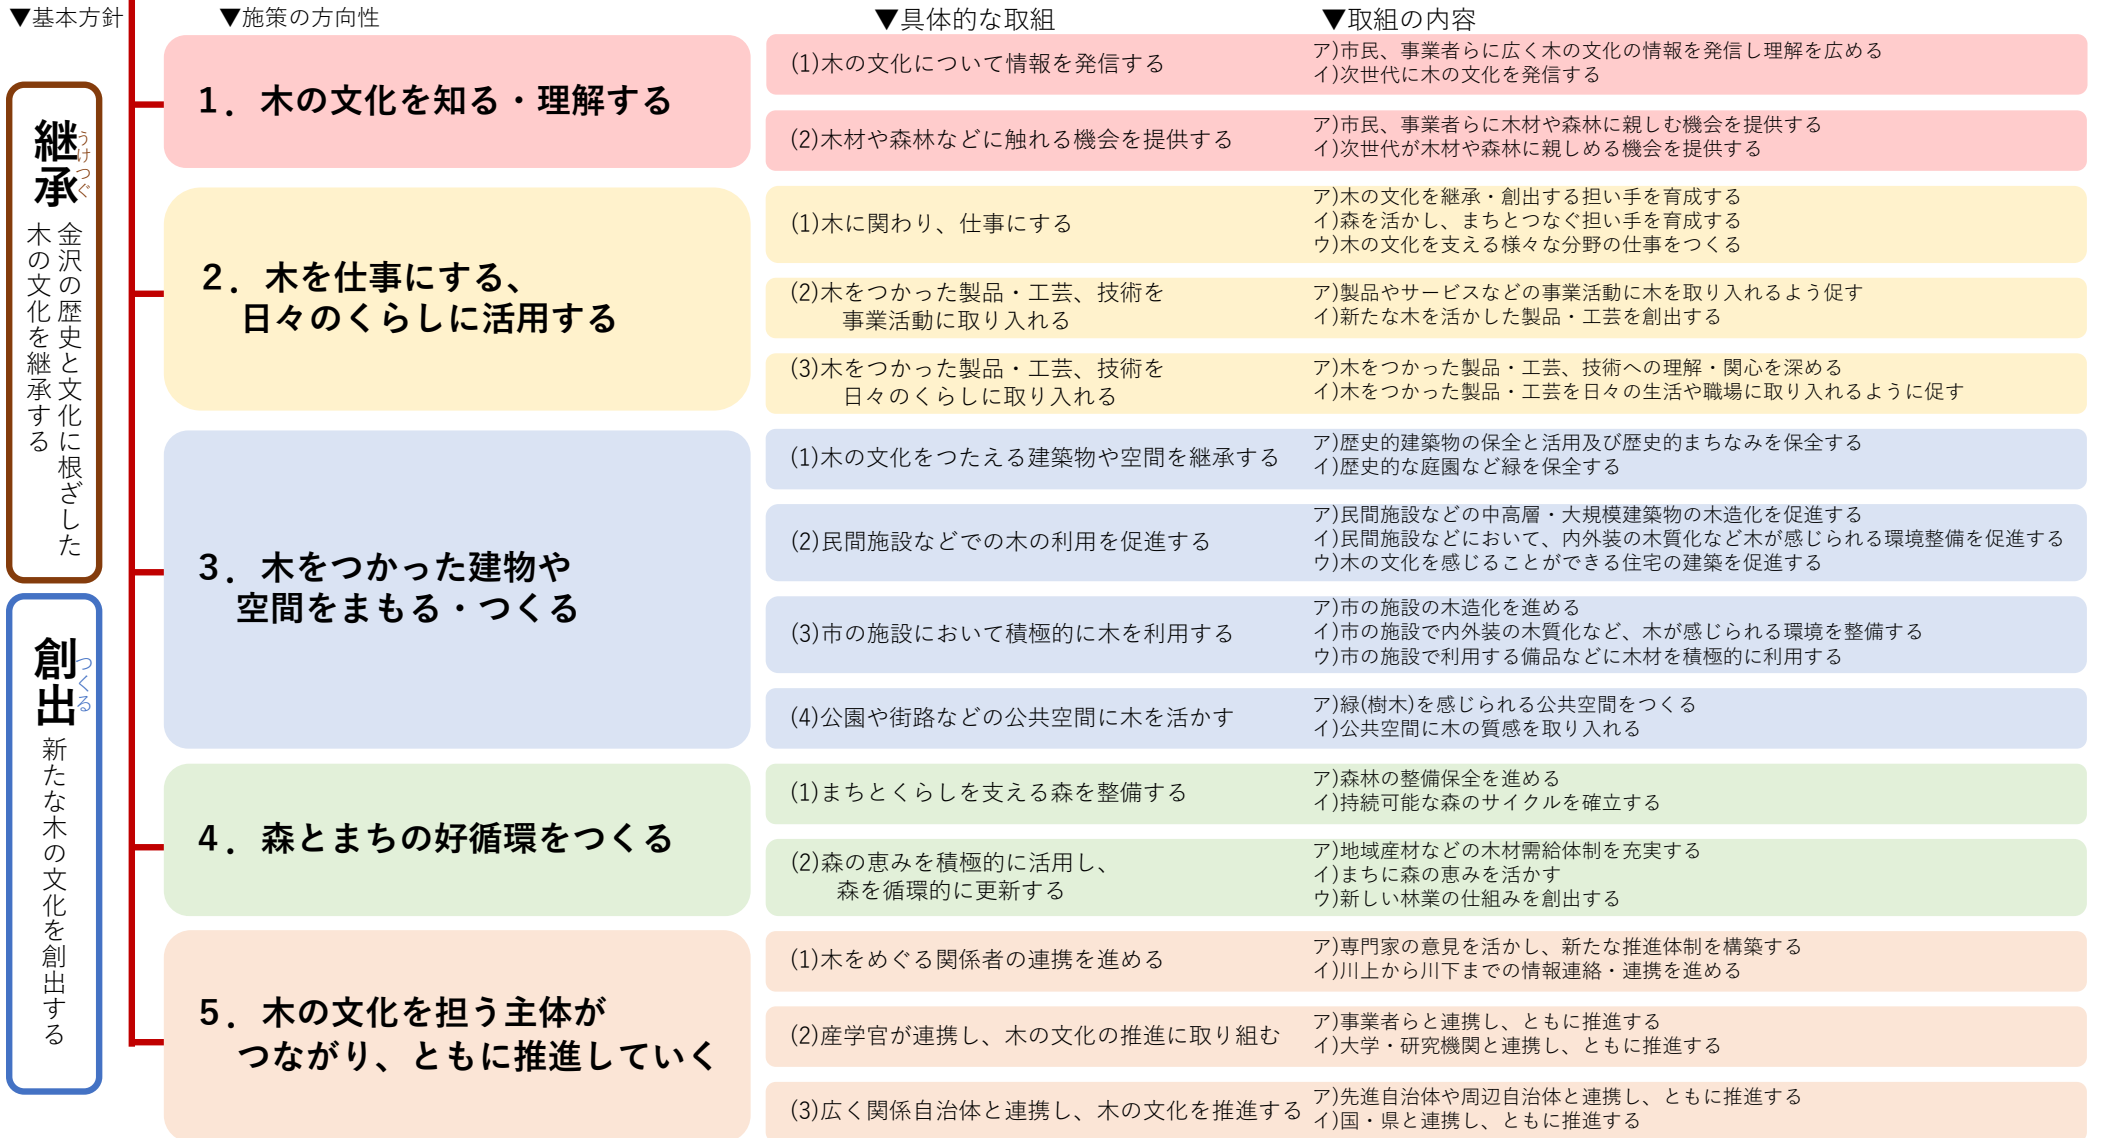 ▼基本方針
▼施策の方向性
▼具体的な取組
▼取組の内容
継承
うけつぐ
金沢の歴史と文化に根ざした
木の文化を継承する
創出
つくる
新たな木の文化を創出する
1．木の文化を知る・理解する
(1)木の文化について情報を発信する
ア)市民、事業者らに広く木の文化の情報を発信し理解を広める
イ)次世代に木の文化を発信する
(2)木材や森林などに触れる機会を提供する
ア)市民、事業者らに木材や森林に親しむ機会を提供する
イ)次世代が木材や森林に親しめる機会を提供する
2．木を仕事にする、
日々のくらしに活用する
(1)木に関わり、仕事にする
ア)木の文化を継承・創出する担い手を育成する
イ)森を活かし、まちとつなぐ担い手を育成する
ウ)木の文化を支える様々な分野の仕事をつくる
(2)木をつかった製品・工芸、技術を
事業活動に取り入れる
ア)製品やサービスなどの事業活動に木を取り入れるよう促す
イ)新たな木を活かした製品・工芸を創出する
(3)木をつかった製品・工芸、技術を
日々のくらしに取り入れる
ア)木をつかった製品・工芸、技術への理解・関心を深める
イ)木をつかった製品・工芸を日々の生活や職場に取り入れるように促す
3．木をつかった建物や
空間をまもる・つくる
(1)木の文化をつたえる建築物や空間を継承する
ア)歴史的建築物の保全と活用及び歴史的まちなみを保全する
イ)歴史的な庭園など緑を保全する
(2)民間施設などでの木の利用を促進する
ア)民間施設などの中高層・大規模建築物の木造化を促進する
イ)民間施設などにおいて、内外装の木質化など木が感じられる環境整備を促進する
ウ)木の文化を感じることができる住宅の建築を促進する
(3)市の施設において積極的に木を利用する
ア)市の施設の木造化を進める
イ)市の施設で内外装の木質化など、木が感じられる環境を整備する
ウ)市の施設で利用する備品などに木材を積極的に利用する
(4)公園や街路などの公共空間に木を活かす
ア)緑(樹木)を感じられる公共空間をつくる
イ)公共空間に木の質感を取り入れる
4．森とまちの好循環をつくる
(1)まちとくらしを支える森を整備する
ア)森林の整備保全を進める
イ)持続可能な森のサイクルを確立する
(2)森の恵みを積極的に活用し、
森を循環的に更新する
ア)地域産材などの木材需給体制を充実する
イ)まちに森の恵みを活かす
ウ)新しい林業の仕組みを創出する
5．木の文化を担う主体が
つながり、ともに推進していく
(1)木をめぐる関係者の連携を進める
ア)専門家の意見を活かし、新たな推進体制を構築する
イ)川上から川下までの情報連絡・連携を進める
(2)産学官が連携し、木の文化の推進に取り組む
ア)事業者らと連携し、ともに推進する
イ)大学・研究機関と連携し、ともに推進する
(3)広く関係自治体と連携し、木の文化を推進する
ア)先進自治体や周辺自治体と連携し、ともに推進する
イ)国・県と連携し、ともに推進する